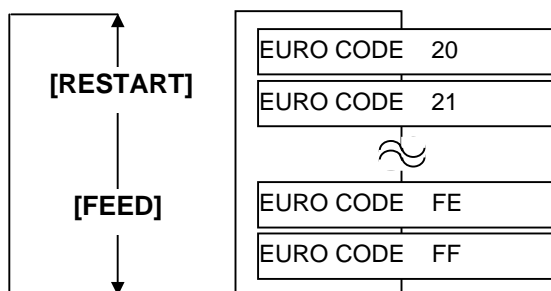 EURO CODE 20
[RESTART]
EURO CODE 21
[FEED]
EURO CODE FE
EURO CODE FF